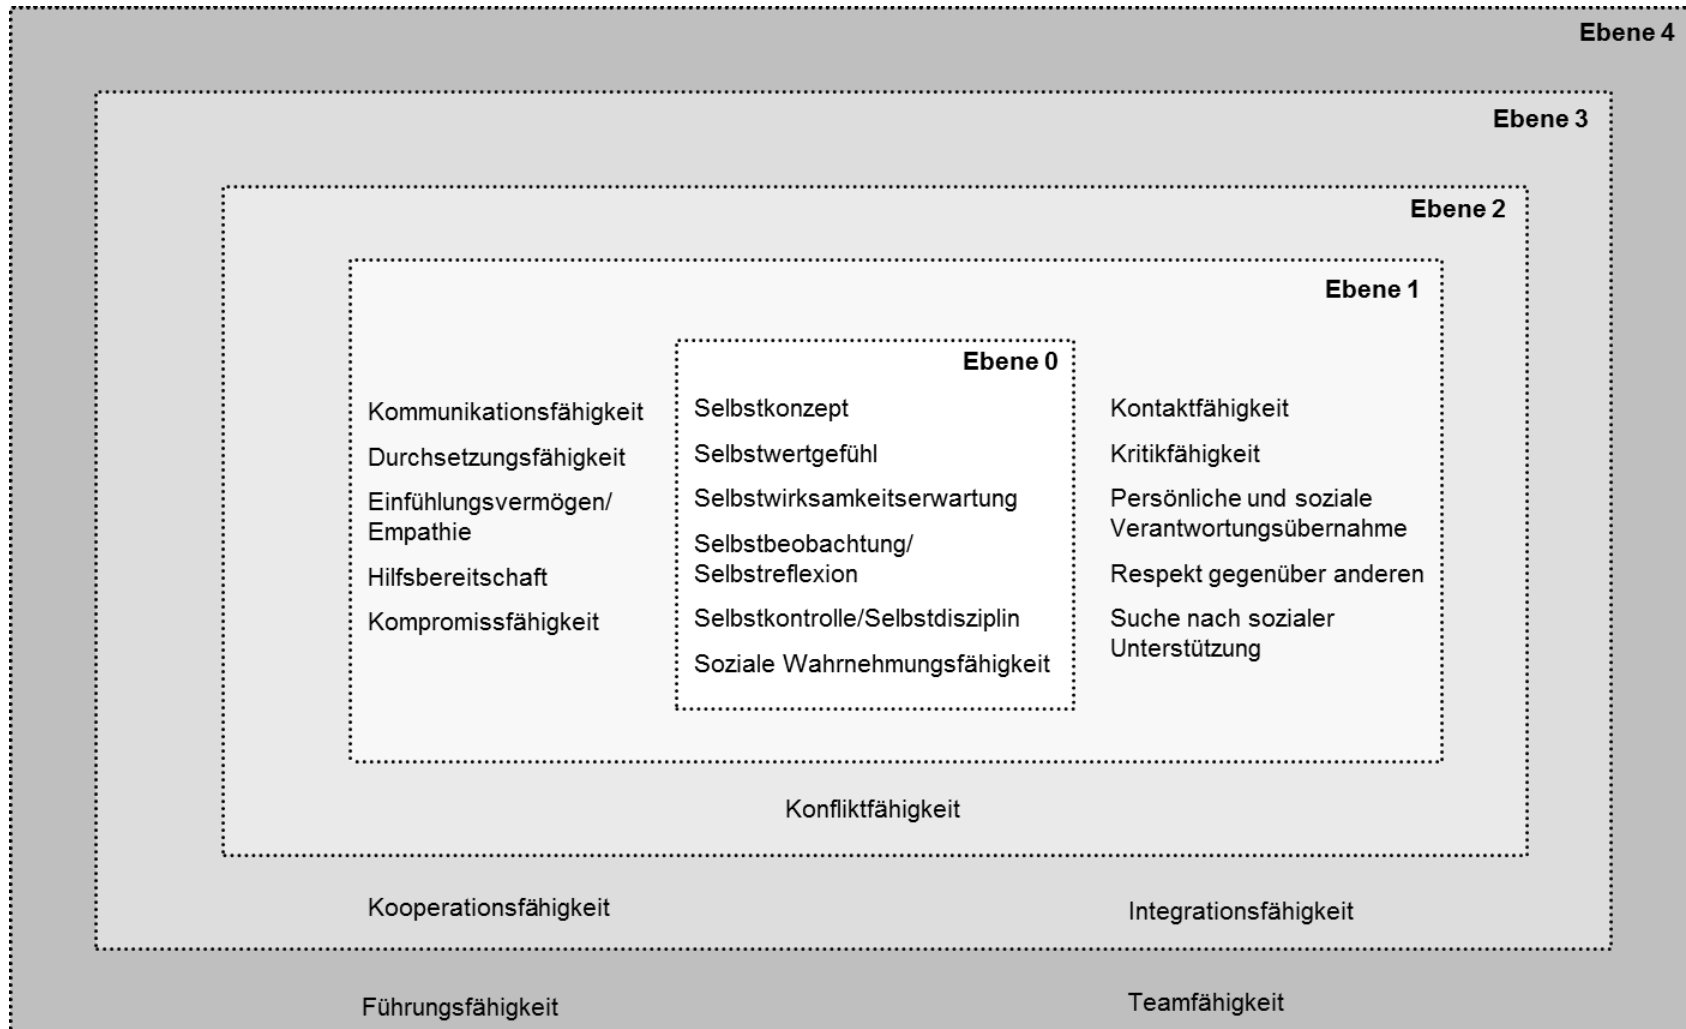 Ebene 4
Ebene 3
Ebene 2
Ebene 1
Ebene 0
Kommunikationsfähigkeit
Durchsetzungsfähigkeit
Einfühlungsvermögen/
Empathie
Hilfsbereitschaft
Kompromissfähigkeit
Selbstkonzept
Selbstwertgefühl
Selbstwirksamkeitserwartung
Selbstbeobachtung/
Selbstreflexion
Selbstkontrolle/Selbstdisziplin
Soziale Wahrnehmungsfähigkeit
Kontaktfähigkeit
Kritikfähigkeit
Persönliche und soziale
Verantwortungsübernahme
Respekt gegenüber anderen
Suche nach sozialer
Unterstützung
Konfliktfähigkeit
Kooperationsfähigkeit
Integrationsfähigkeit
Führungsfähigkeit
Teamfähigkeit